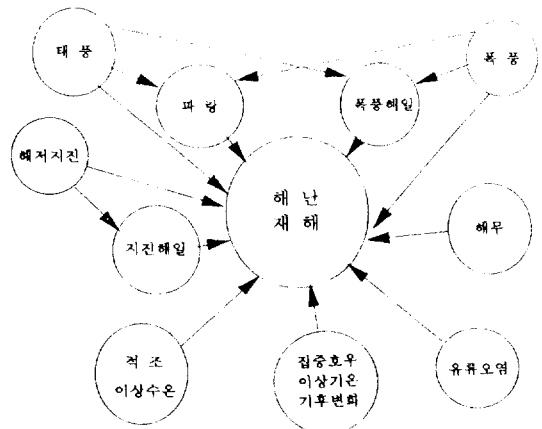 태 풍
폭 풍
파 랑
폭풍해일
해저지진
해 난
재 해
해무
지진해일
적 조
이상수온
집중호우
이상기온
기후변화
유류오염